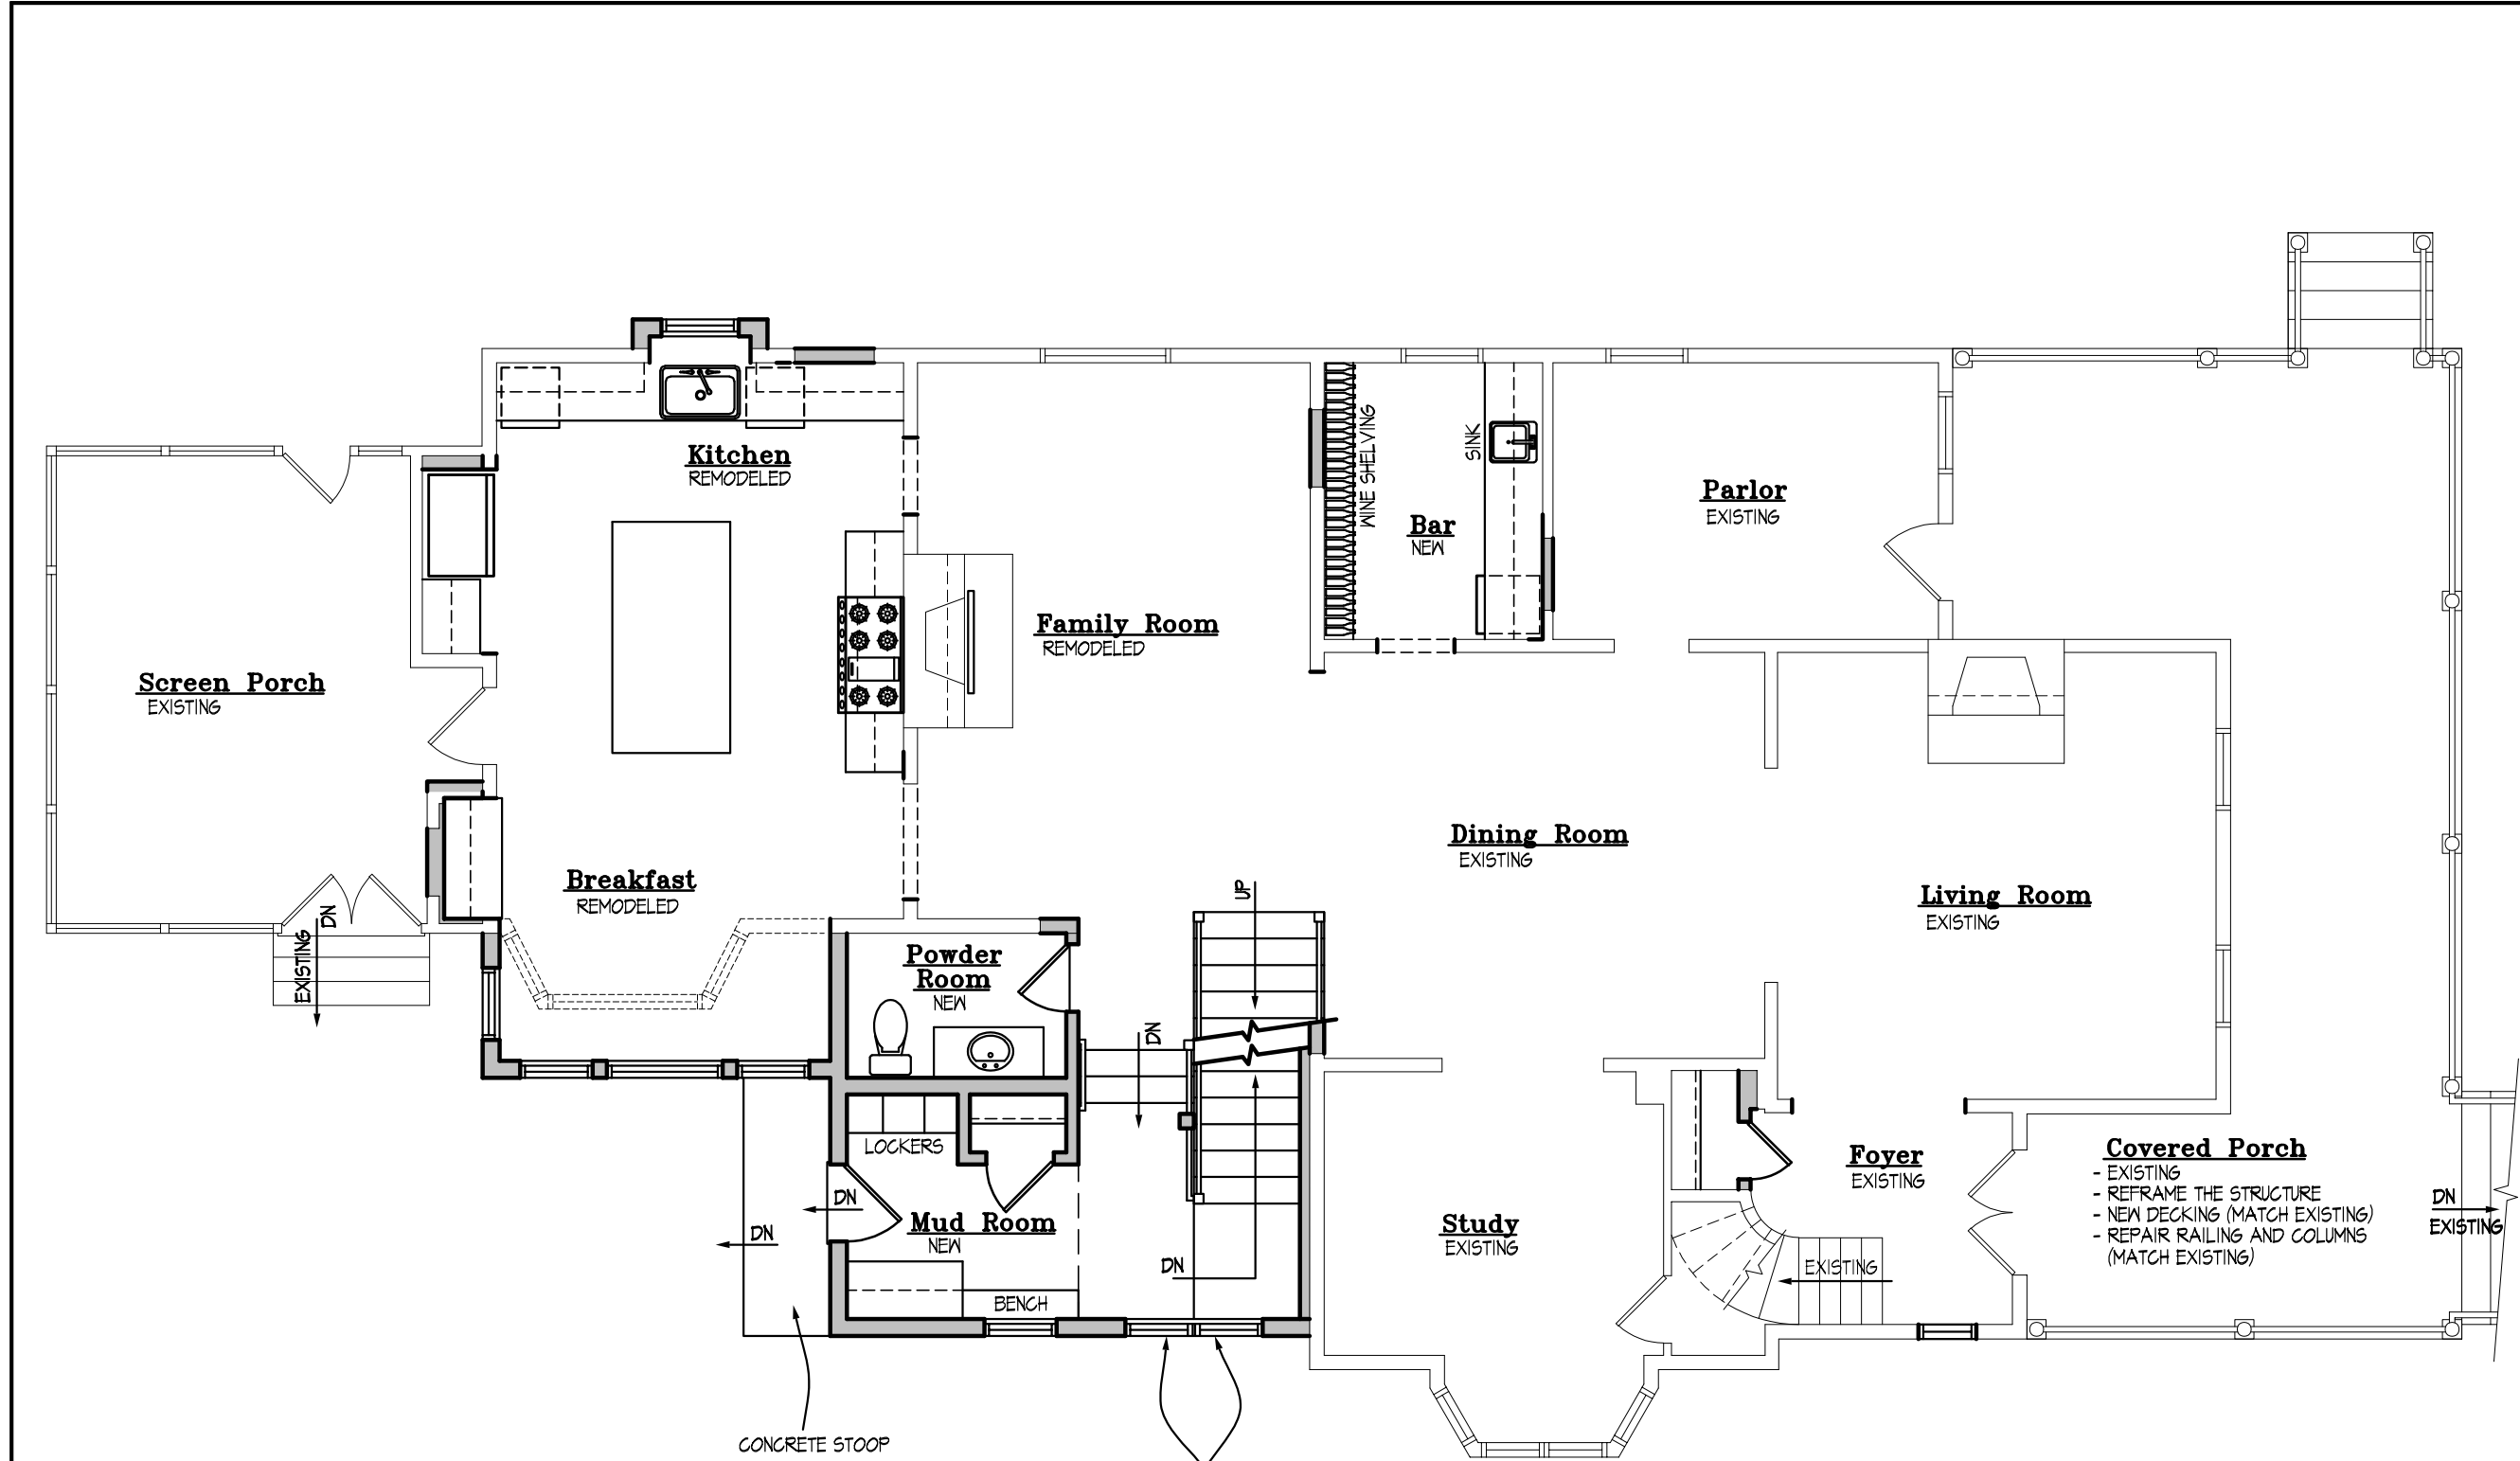 Kitchen
REMODELED
WINE SHELVING
SINK
Bar
NEW
Parlor
EXISTING
Family Room
REMODELED
Screen Porch
EXISTING
Dining Room
EXISTING
Breakfast
REMODELED
Living Room
EXISTING
UP
DN
EXISTING
Powder
Room
NEW
DN
LOCKERS
Foyer
EXISTING
Covered Porch
- EXISTING
- REFRAME THE STRUCTURE
- NEW DECKING (MATCH EXISTING)
- REPAIR RAILING AND COLUMNS
(MATCH EXISTING)
DN
EXISTING
DN
DN
Mud Room
NEW
Study
EXISTING
DN
EXISTING
BENCH
CONCRETE STOOP